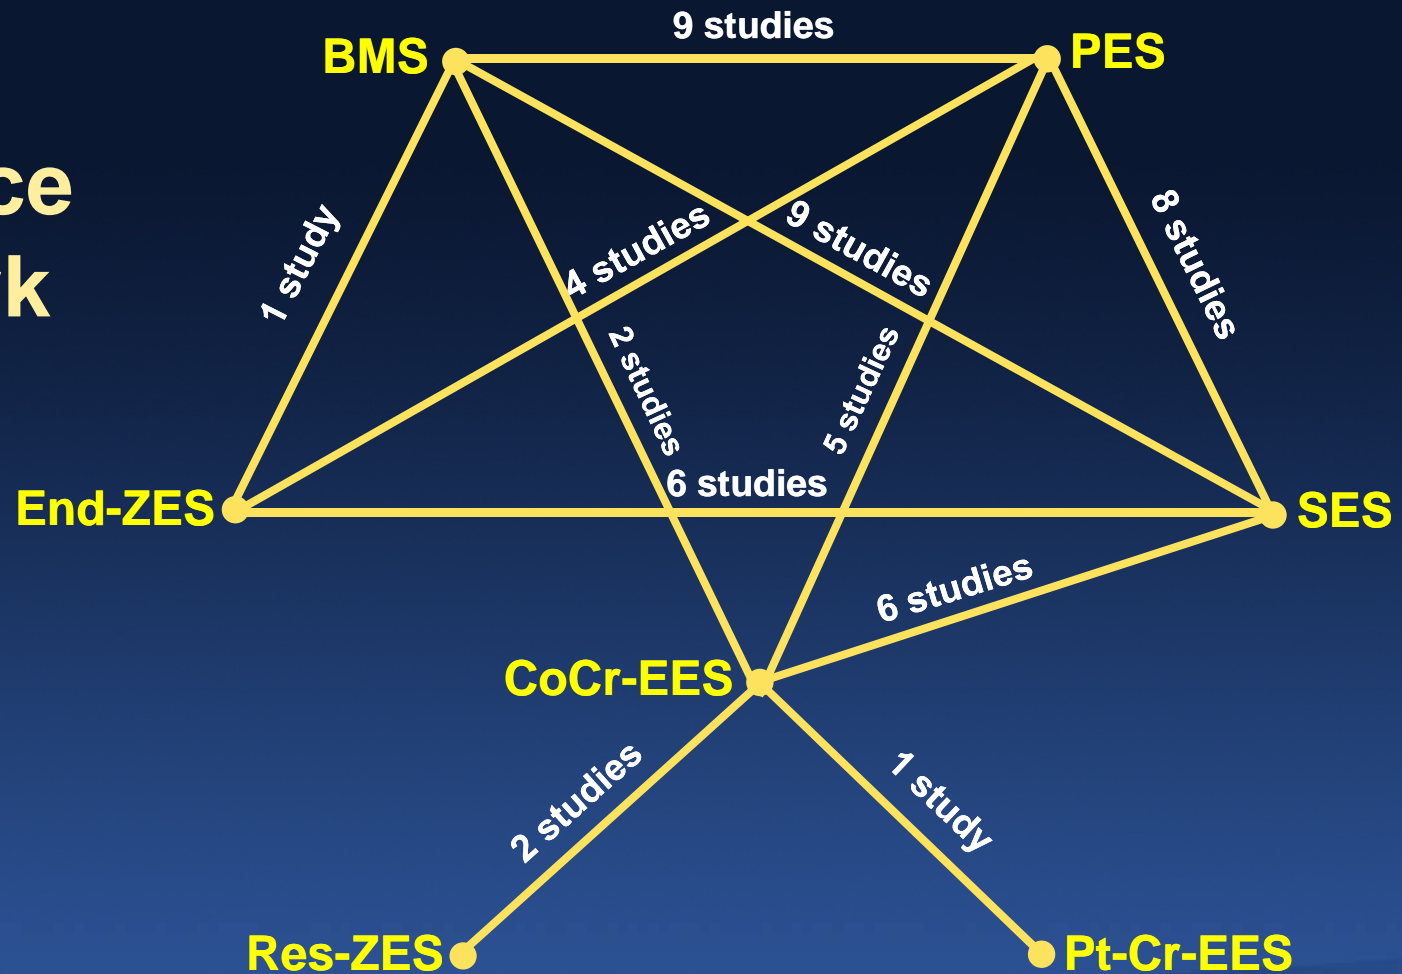 9 studies
BMS
PES
ce
k
1 study
4 studies
9 studies
8 studies
2 studies
5 studies
6 studies
End-ZES
SES
6 studies
CoCr-EES
2 studies
1 study
Res-ZES
Pt-Cr-EES